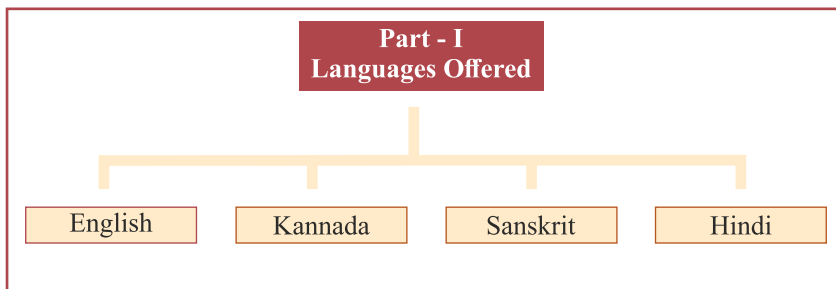 Part - I
Languages Offered
English
Kannada
Sanskrit
Hindi